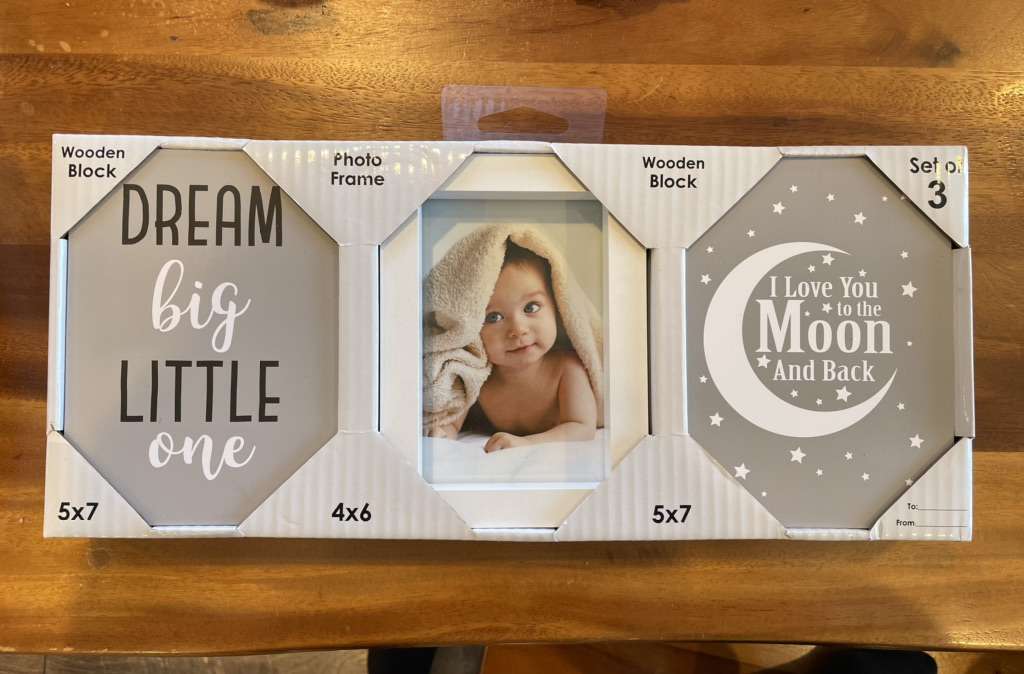 Wooden
Block
DREAM
big
LITTLE
one
5x7
Photo
Frame
4x6
Wooden
Block
5x7
Set of
3
I Love You
to the
Moon
And Back
To:
From: